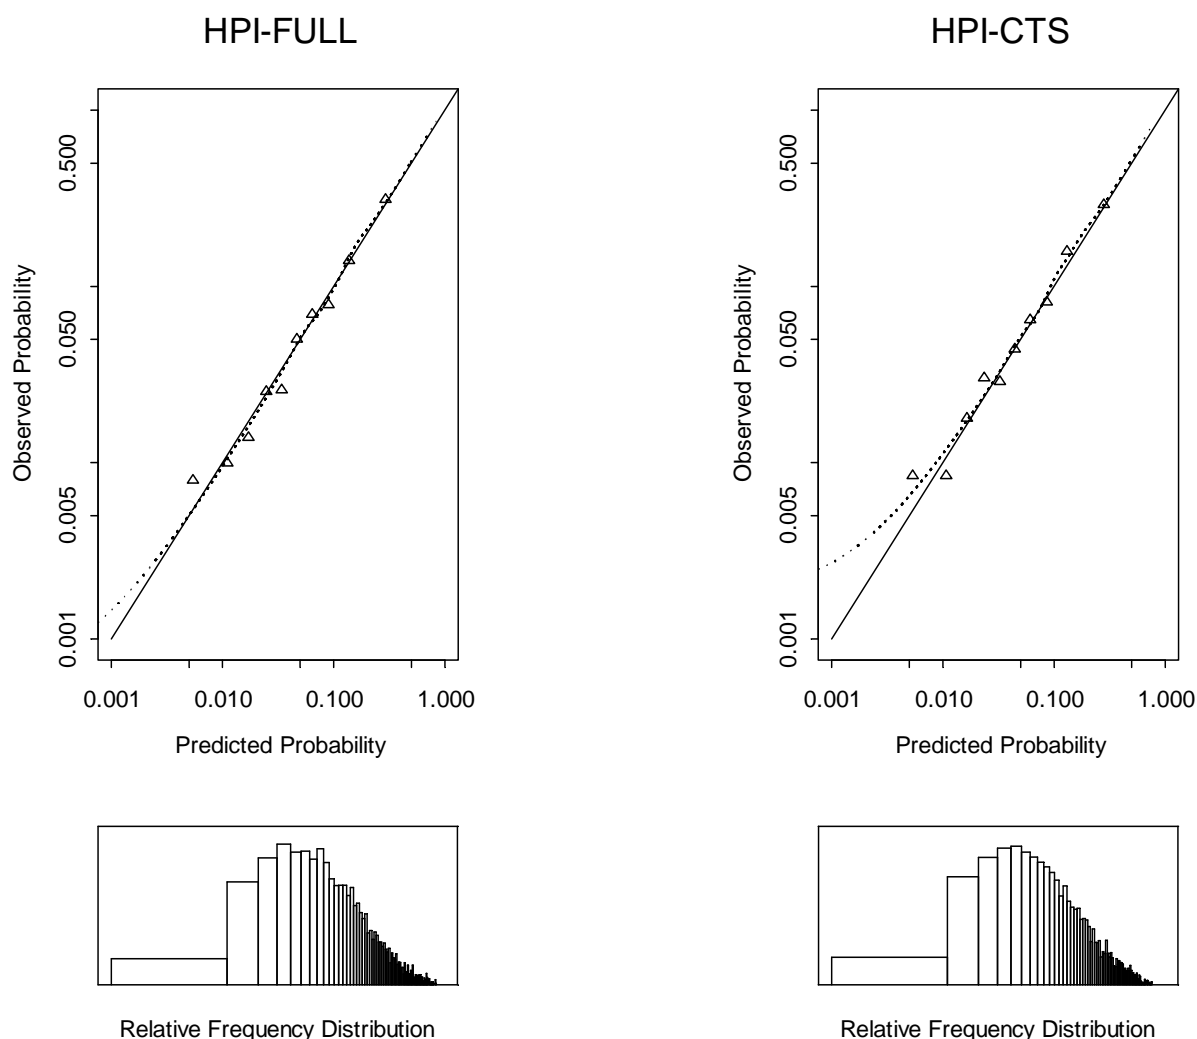 HPI-FULL
0.500
0.050
0.005
0.001
Observed Probability
0.001 0.010 0.100 1.000
Predicted Probability
Relative Frequency Distribution
HPI-CTS
0.500
0.050
0.005
0.001
Observed Probability
0.001 0.010 0.100 1.000
Predicted Probability
Relative Frequency Distribution